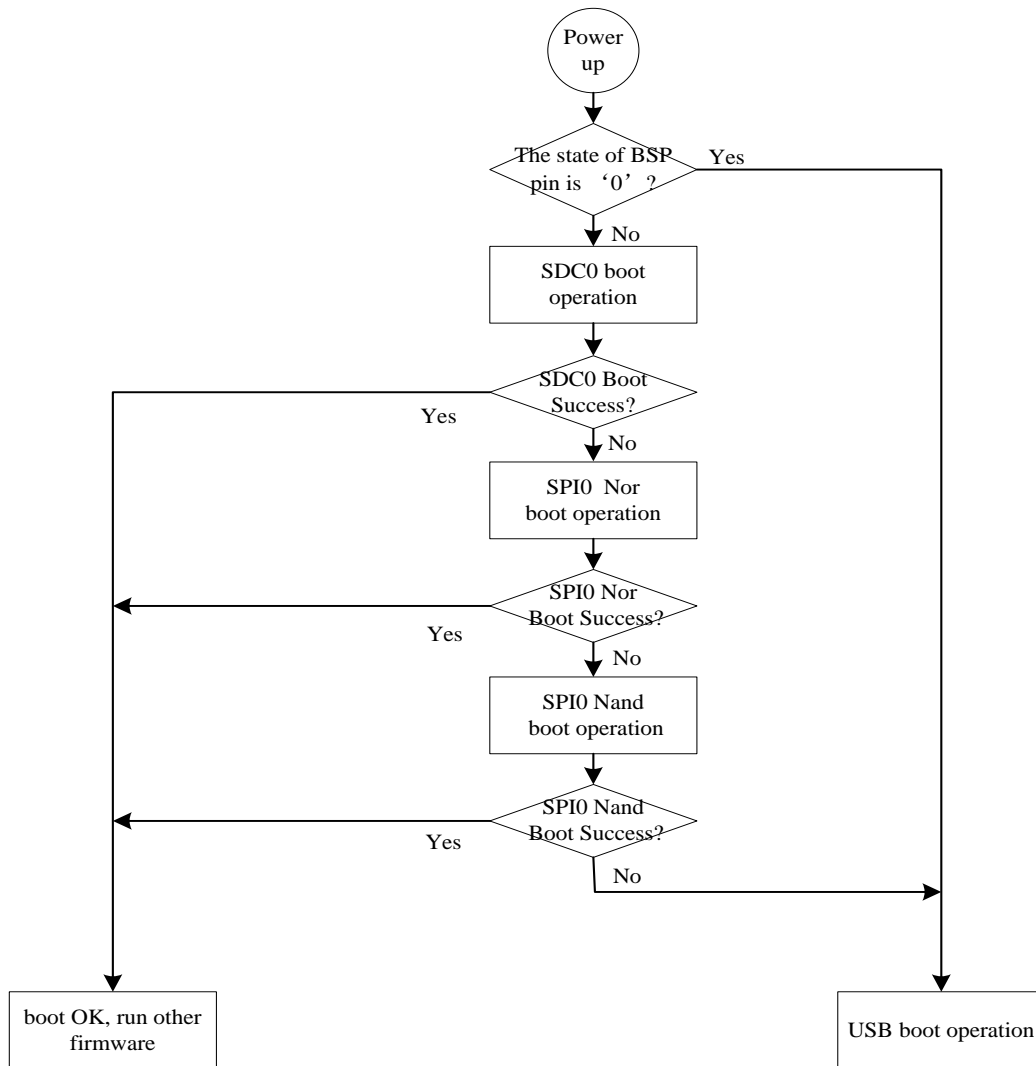 Power
up
The state of BSP
pin is ‘0’ ?
Yes
No
SDC0 boot
operation
SDC0 Boot
Success?
Yes
No
SPI0 Nor
boot operation
SPI0 Nor
Boot Success?
Yes
No
SPI0 Nand
boot operation
SPI0 Nand
Boot Success?
Yes
No
boot OK, run other
firmware
USB boot operation